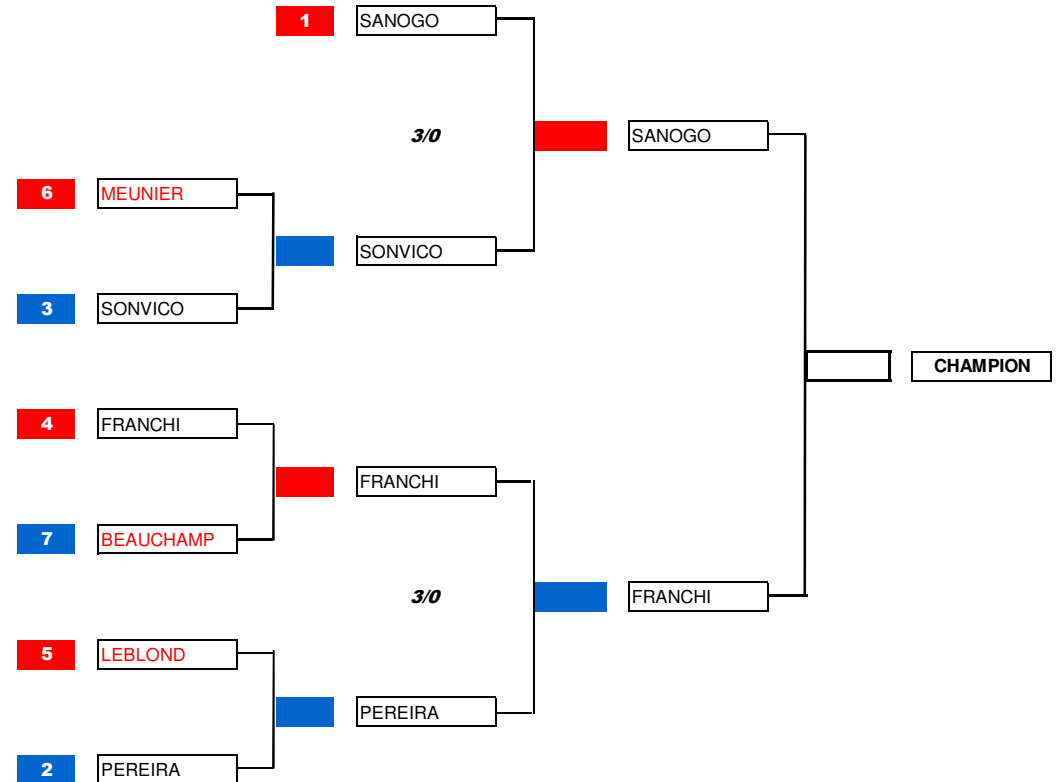 1 SANOGO
3/0
SANOGO
6 MEUNIER
SONVICO
3 SONVICO
CHAMPION
4 FRANCHI
FRANCHI
7 BEAUCHAMP
3/0
FRANCHI
5 LEBLOND
PEREIRA
2 PEREIRA